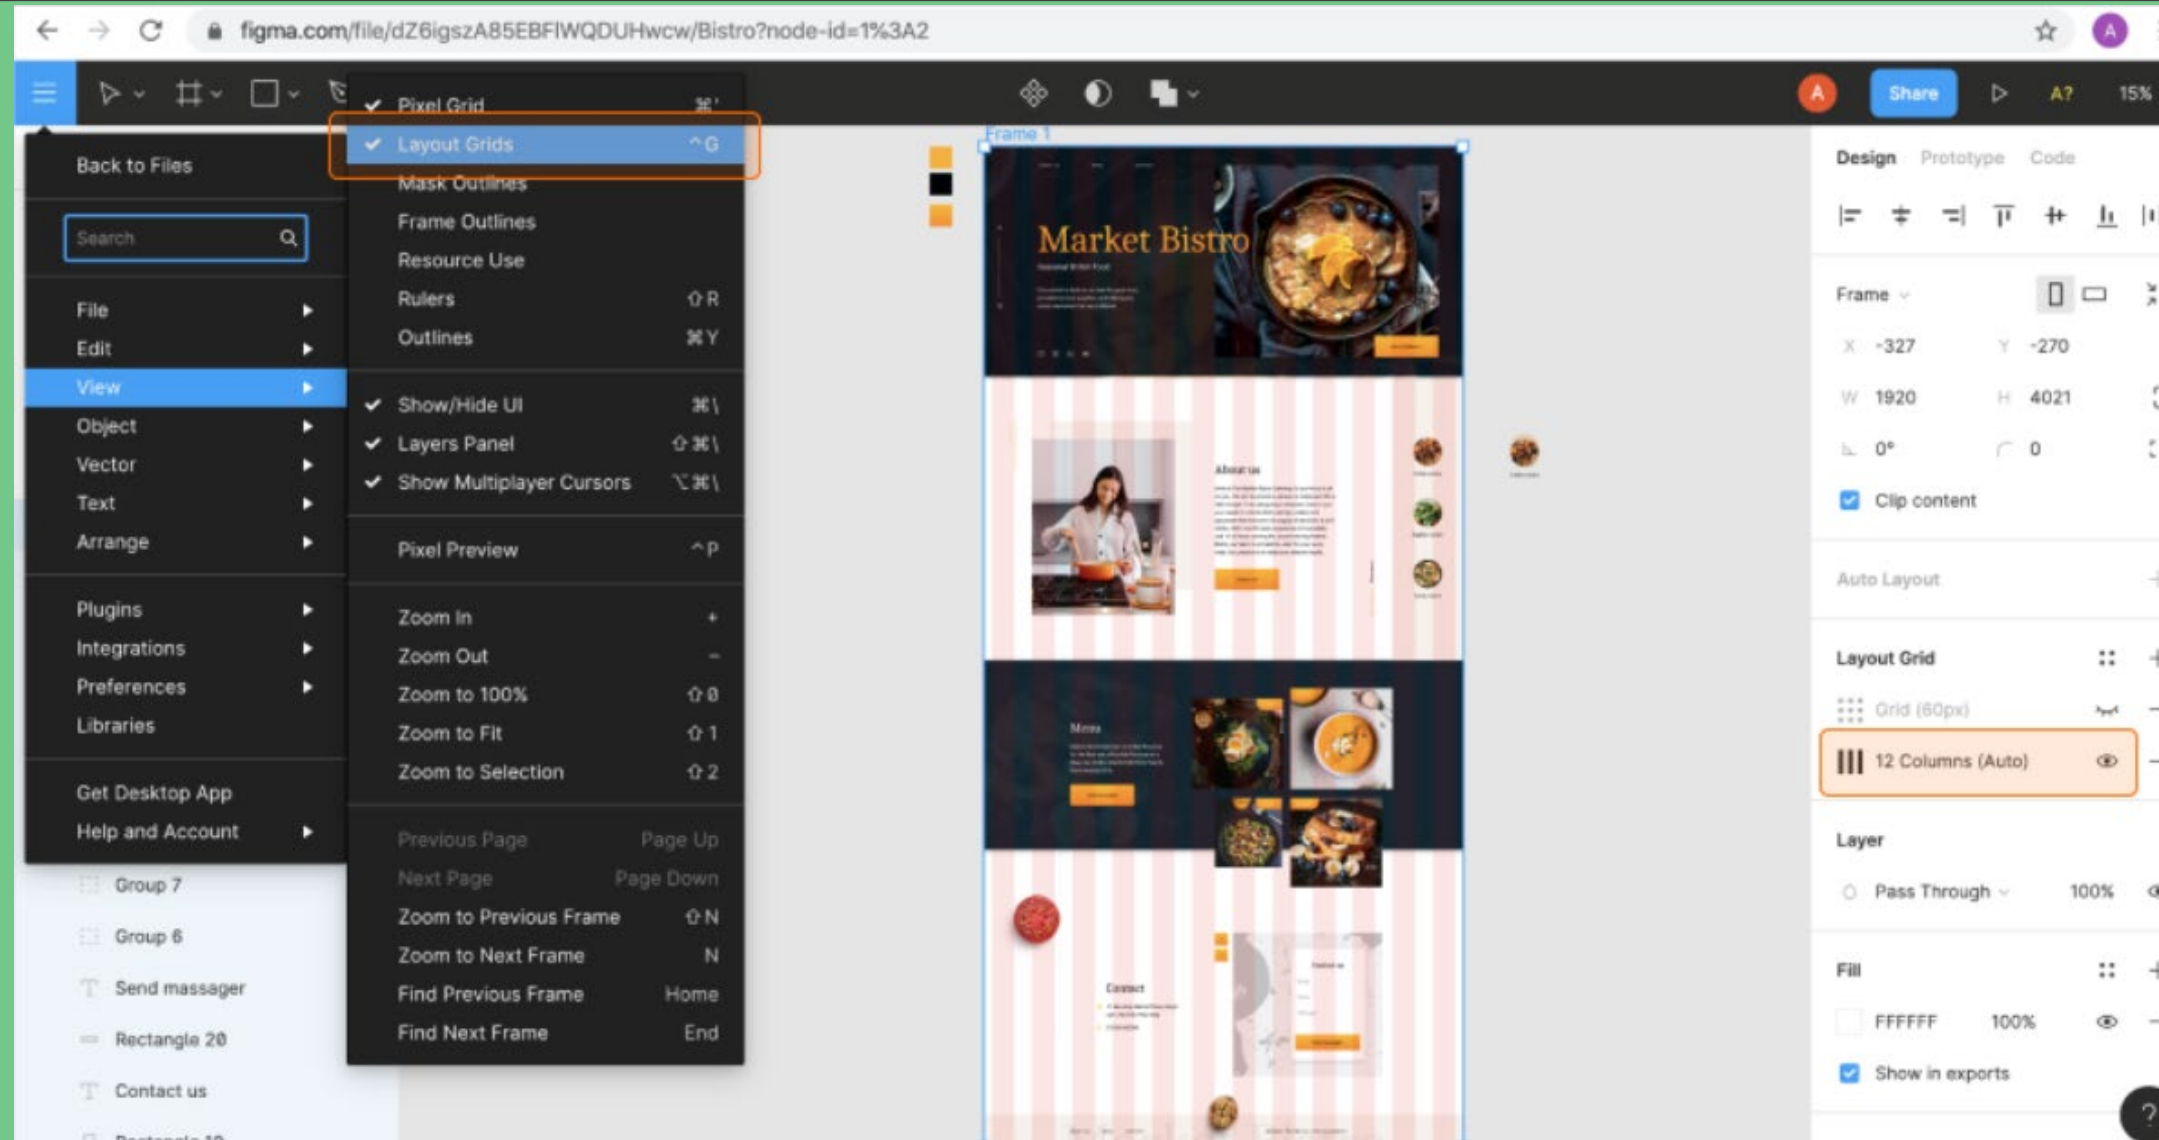 figma.com/file/dZ6igszA85EBFlWQDUHwcw/Bistro?node-id=1%3A2
A
A
Share
A?
15%
Back to Files
Search
File
Edit
View
Object
Vector
Text
Arrange
Plugins
Integrations
Preferences
Libraries
Get Desktop App
Help and Account
Group 7
Group 6
Send massager
Rectangle 20
Contact us
Pixel Grid ⌘'
Layout Grids ^G
Mask Outlines
Frame Outlines
Resource Use
Rulers ⇧R
Outlines ⌘Y
Show/Hide UI ⌘\
Layers Panel ⇧⌘\
Show Multiplayer Cursors ⌥⌘\
Pixel Preview ^P
Zoom In +
Zoom Out −
Zoom to 100% ⇧0
Zoom to Fit ⇧1
Zoom to Selection ⇧2
Previous Page Page Up
Next Page Page Down
Zoom to Previous Frame ⇧N
Zoom to Next Frame N
Find Previous Frame Home
Find Next Frame End
Frame 1
Market Bistro
About us
Menu
Contact
Contact us
Design Prototype Code
Frame
X -327 Y -270
W 1920 H 4021
0° 0
Clip content
Auto Layout
Layout Grid
Grid (60px)
12 Columns (Auto)
Layer
Pass Through 100%
Fill
FFFFFF 100%
Show in exports
?